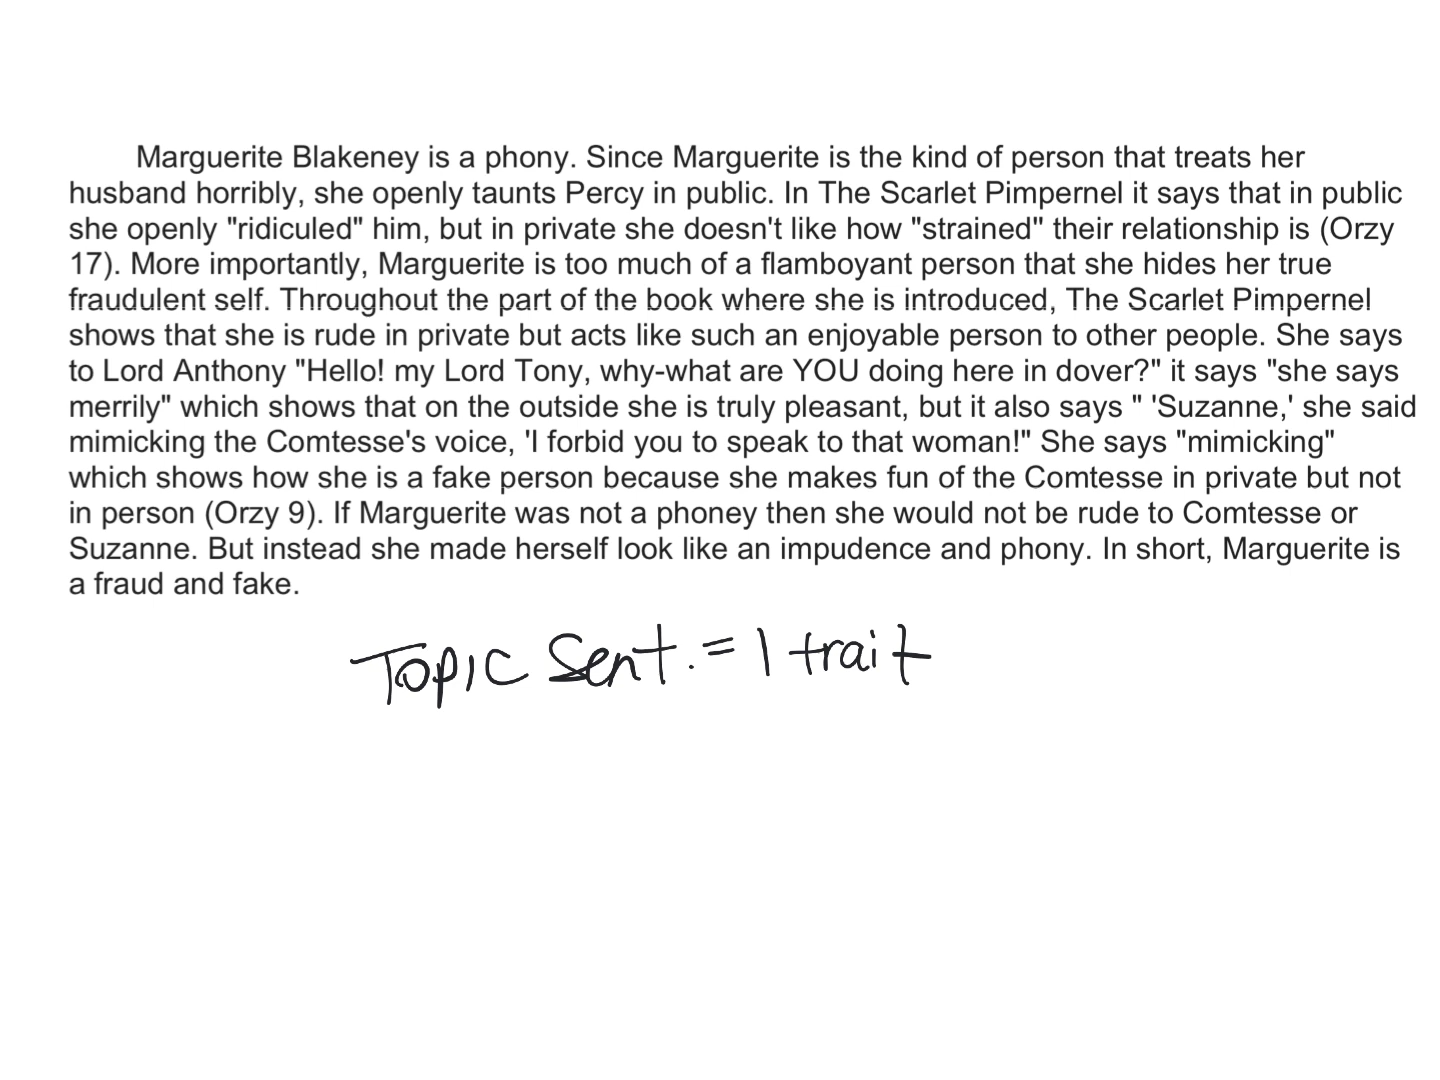 Marguerite Blakeney is a phony. Since Marguerite is the kind of person that treats her
husband horribly, she openly taunts Percy in public. In The Scarlet Pimpernel it says that in public
she openly "ridiculed" him, but in private she doesn't like how "strained" their relationship is (Orzy
17). More importantly, Marguerite is too much of a flamboyant person that she hides her true
fraudulent self. Throughout the part of the book where she is introduced, The Scarlet Pimpernel
shows that she is rude in private but acts like such an enjoyable person to other people. She says
to Lord Anthony "Hello! my Lord Tony, why-what are YOU doing here in dover?" it says "she says
merrily" which shows that on the outside she is truly pleasant, but it also says " 'Suzanne,' she said
mimicking the Comtesse's voice, 'I forbid you to speak to that woman!" She says "mimicking"
which shows how she is a fake person because she makes fun of the Comtesse in private but not
in person (Orzy 9). If Marguerite was not a phoney then she would not be rude to Comtesse or
Suzanne. But instead she made herself look like an impudence and phony. In short, Marguerite is
a fraud and fake.
Topic Sent. = 1 trait